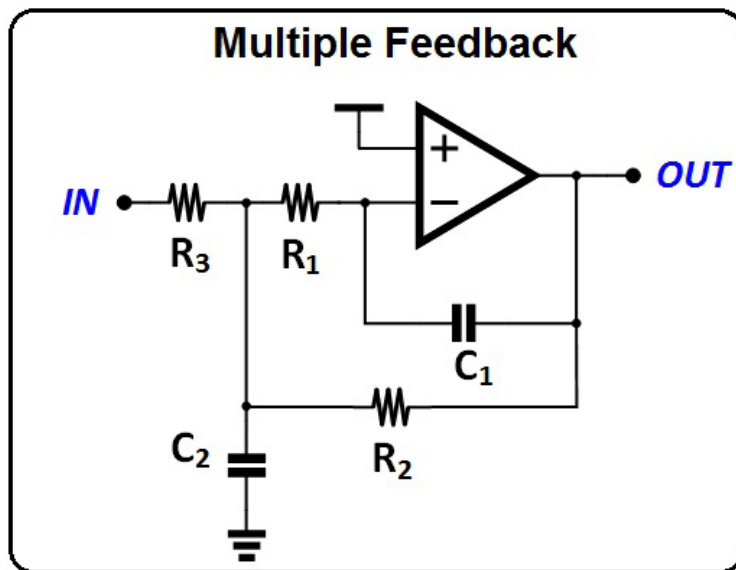 Multiple Feedback
+
IN
−
OUT
R₃
R₁
C₁
C₂
R₂